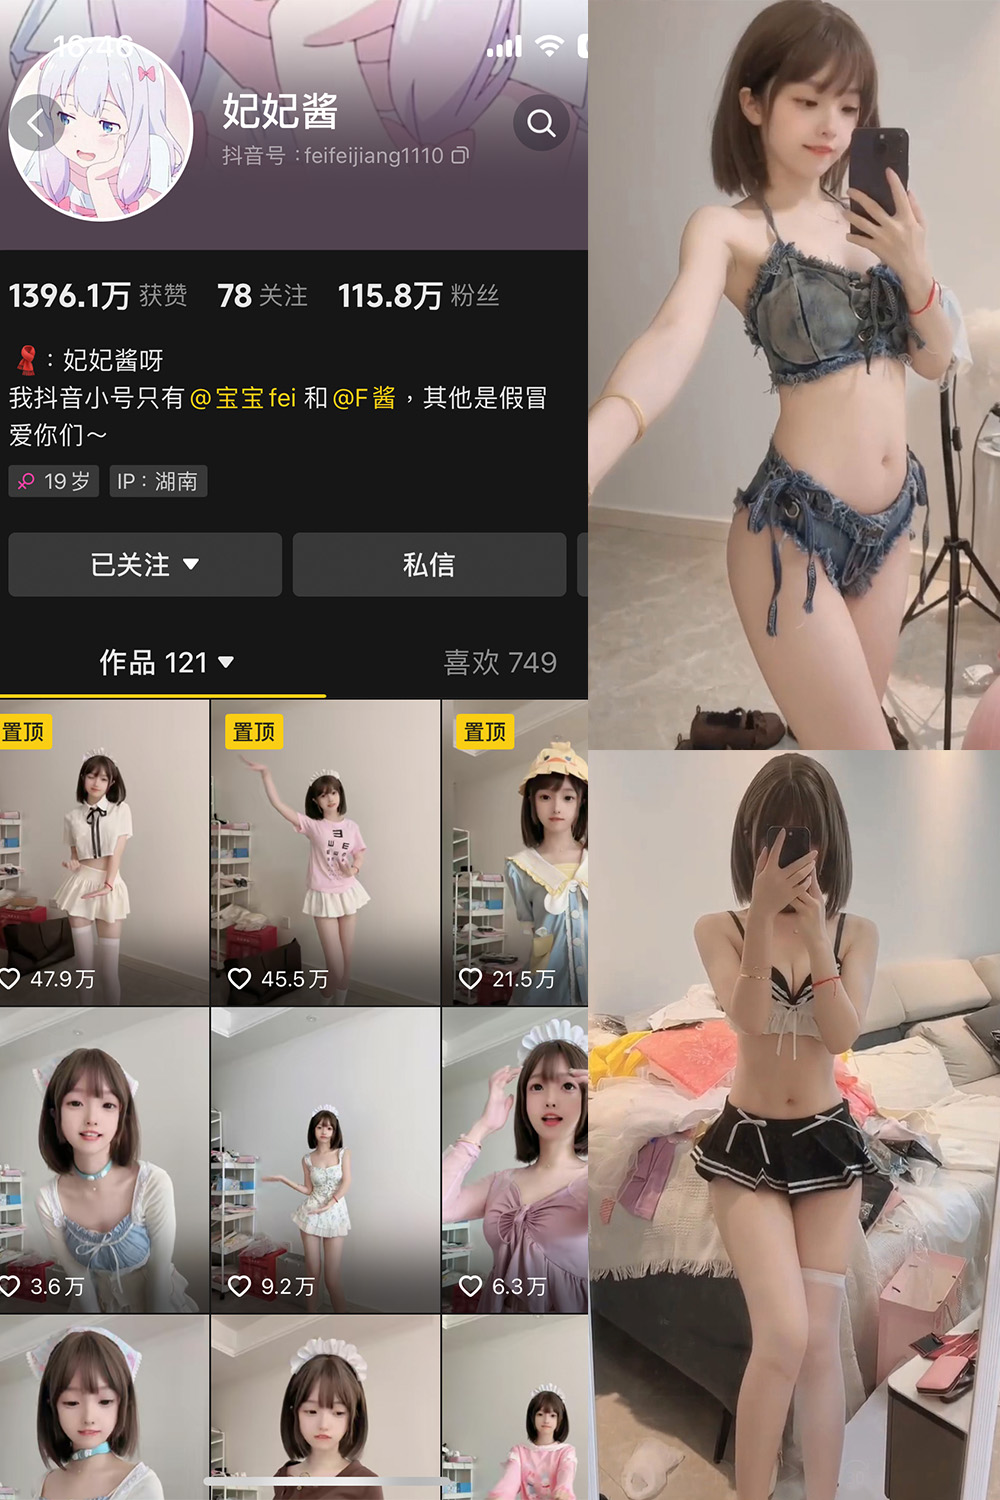 16:46
妃妃酱
抖音号：feifeijiang1110
1396.1万 获赞 78 关注 115.8万 粉丝
：妃妃酱呀
我抖音小号只有@宝宝fei 和@F酱，其他是假冒
爱你们～
19岁 IP：湖南
已关注 私信
作品 121 喜欢 749
置顶 置顶 置顶
47.9万 45.5万 21.5万
3.6万 9.2万 6.3万